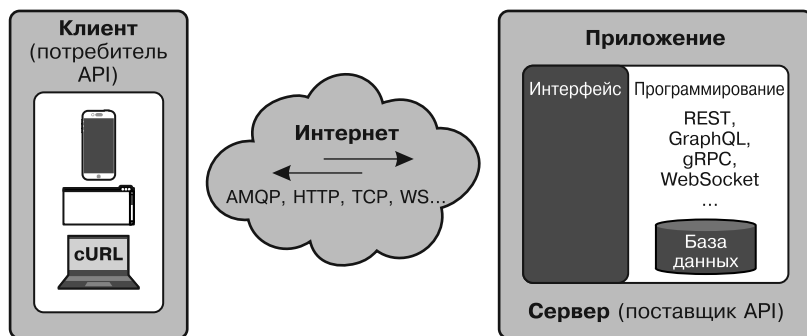 Клиент
(потребитель
API)
cURL
Интернет
AMQP, HTTP, TCP, WS...
Приложение
Интерфейс
Программирование
REST,
GraphQL,
gRPC,
WebSocket
...
База
данных
Сервер (поставщик API)